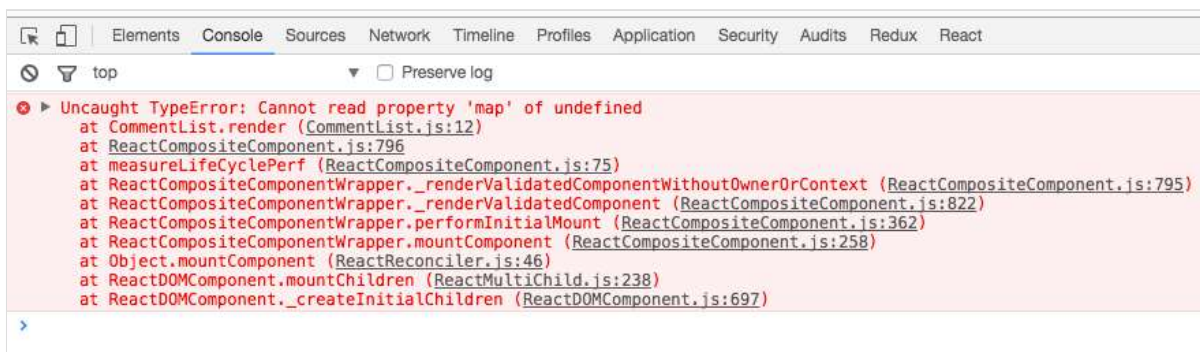 Elements Console Sources Network Timeline Profiles Application Security Audits Redux React
top Preserve log
Uncaught TypeError: Cannot read property 'map' of undefined
at CommentList.render (CommentList.js:12)
at ReactCompositeComponent.js:796
at measureLifeCyclePerf (ReactCompositeComponent.js:75)
at ReactCompositeComponentWrapper._renderValidatedComponentWithoutOwnerOrContext (ReactCompositeComponent.js:795)
at ReactCompositeComponentWrapper._renderValidatedComponent (ReactCompositeComponent.js:822)
at ReactCompositeComponentWrapper.performInitialMount (ReactCompositeComponent.js:362)
at ReactCompositeComponentWrapper.mountComponent (ReactCompositeComponent.js:258)
at Object.mountComponent (ReactReconciler.js:46)
at ReactDOMComponent.mountChildren (ReactMultiChild.js:238)
at ReactDOMComponent._createInitialChildren (ReactDOMComponent.js:697)